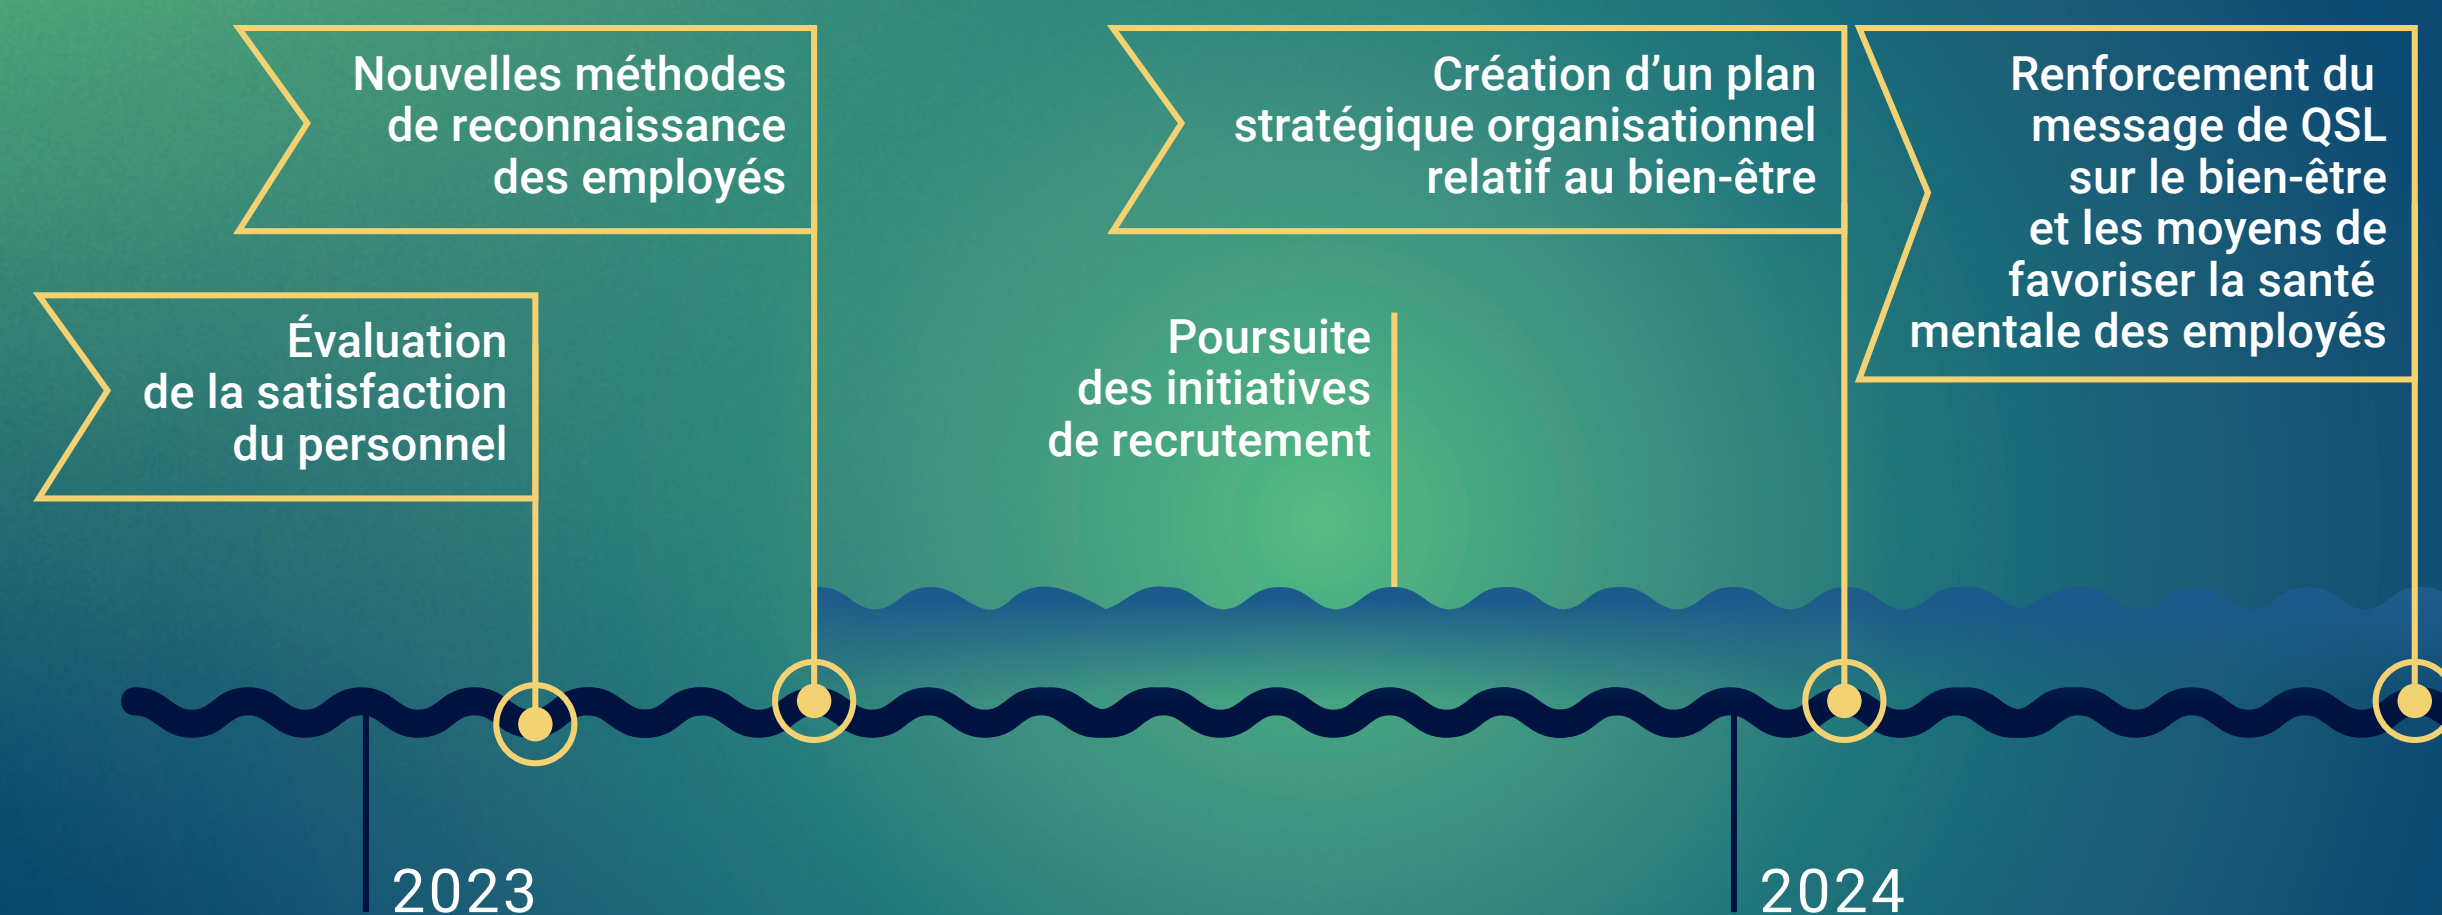 Nouvelles méthodes
de reconnaissance
des employés
Évaluation
de la satisfaction
du personnel
Poursuite
des initiatives
de recrutement
Création d’un plan
stratégique organisationnel
relatif au bien-être
Renforcement du
message de QSL
sur le bien-être
et les moyens de
favoriser la santé
mentale des employés
2023
2024